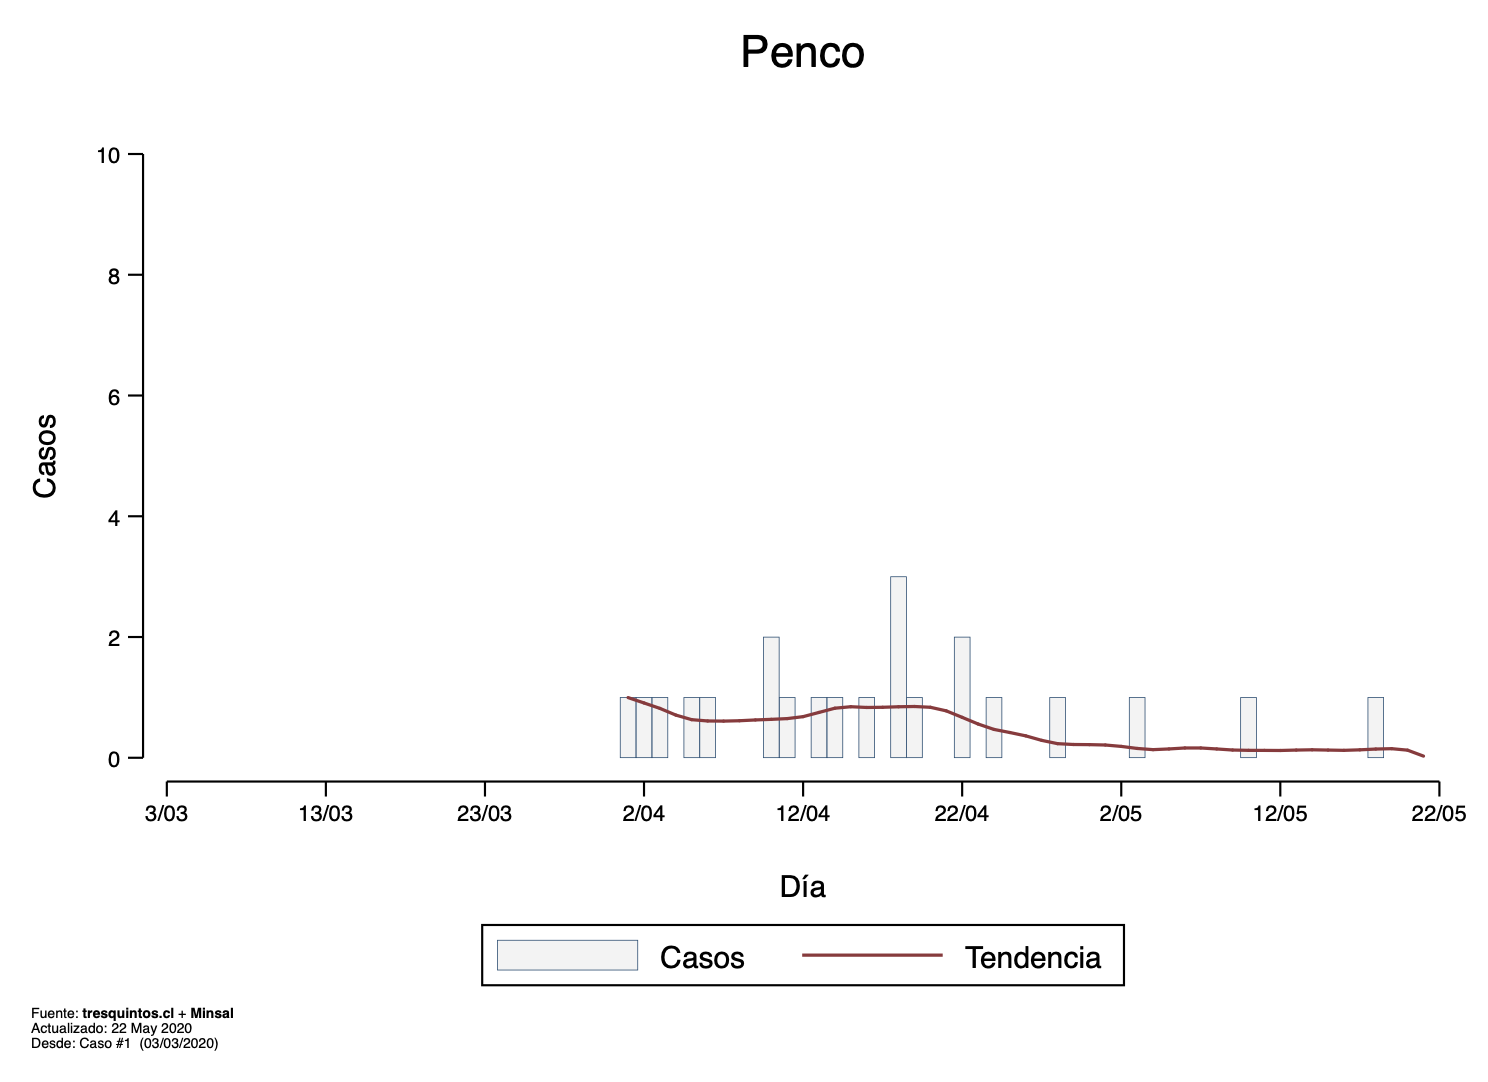 Penco
10
8
6
4
2
0
Casos
3/03 13/03 23/03 2/04 12/04 22/04 2/05 12/05 22/05
Día
Casos Tendencia
Fuente: tresquintos.cl + Minsal
Actualizado: 22 May 2020
Desde: Caso #1 (03/03/2020)